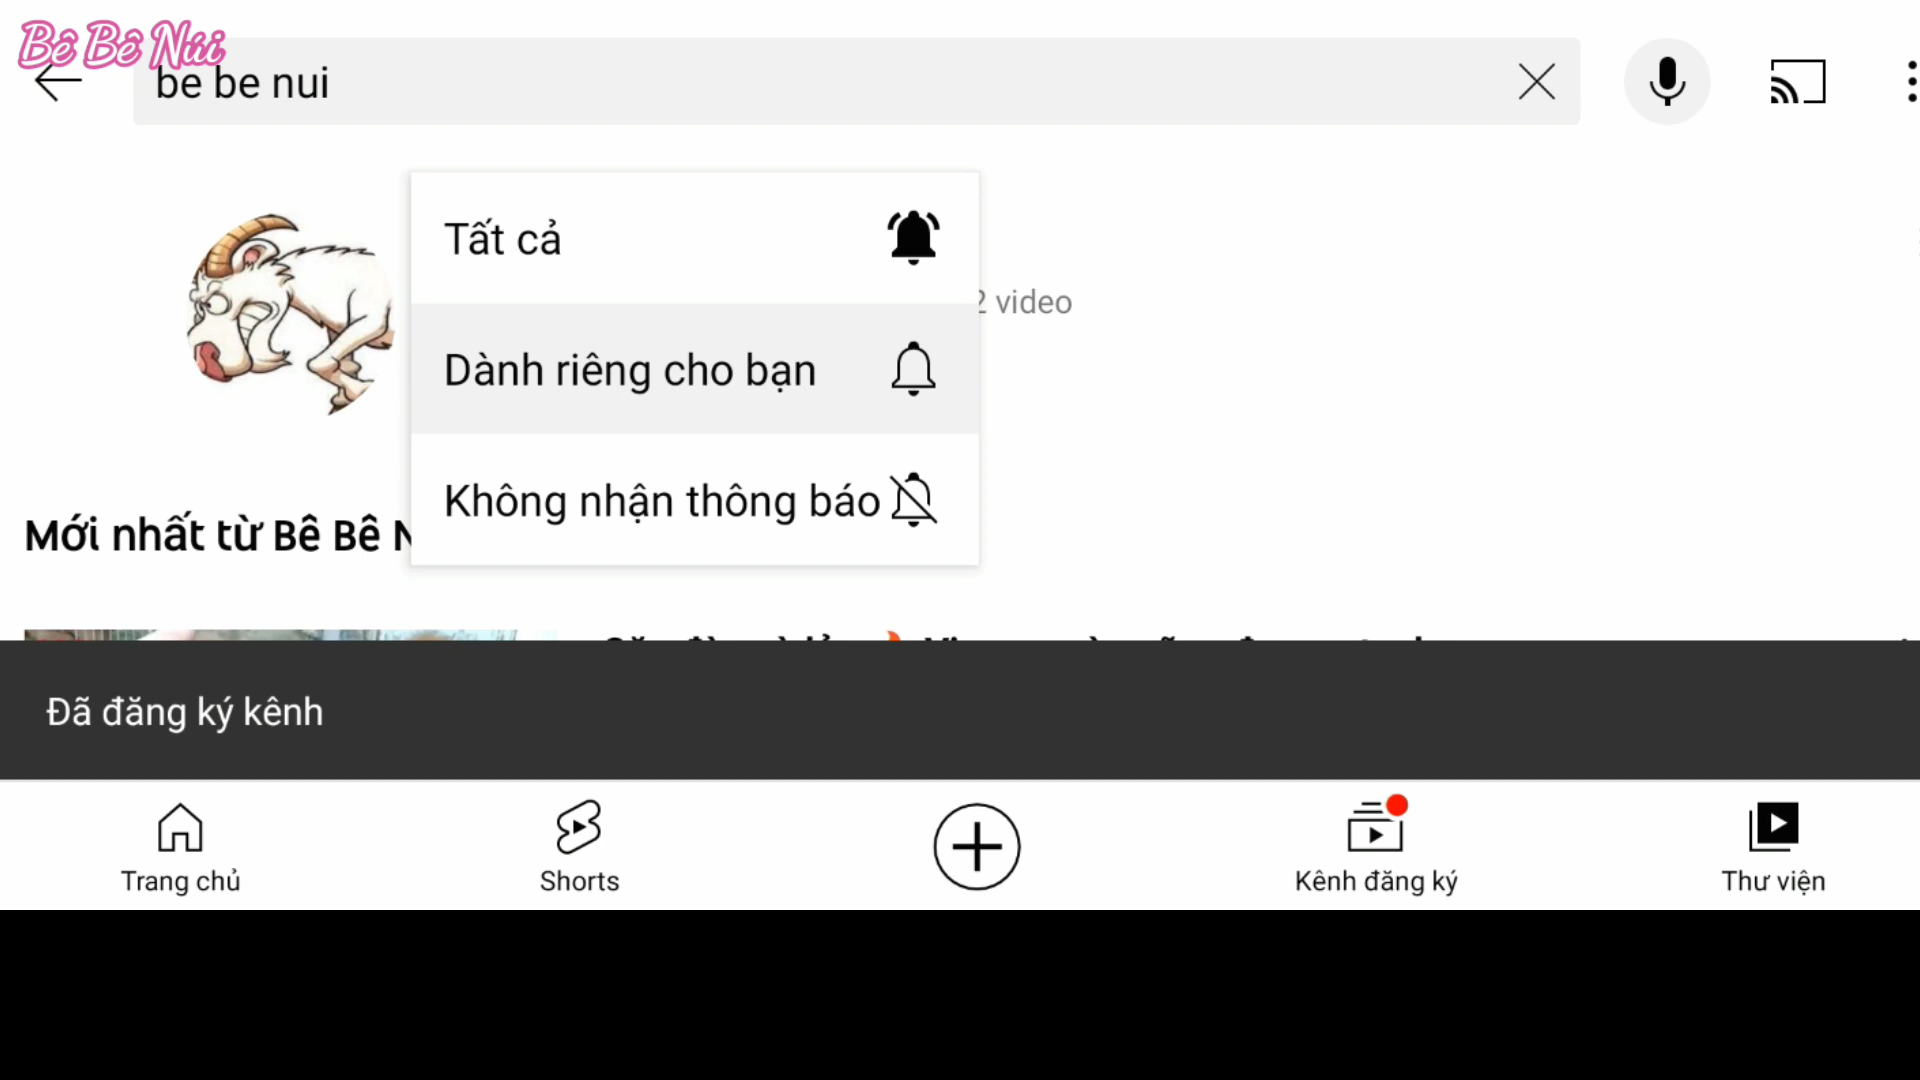 Bê Bê Núi
be be nui
Tất cả
video
Dành riêng cho bạn
Không nhận thông báo
Mới nhất từ Bê Bê
Đã đăng ký kênh
Trang chủ
Shorts
Kênh đăng ký
Thư viện